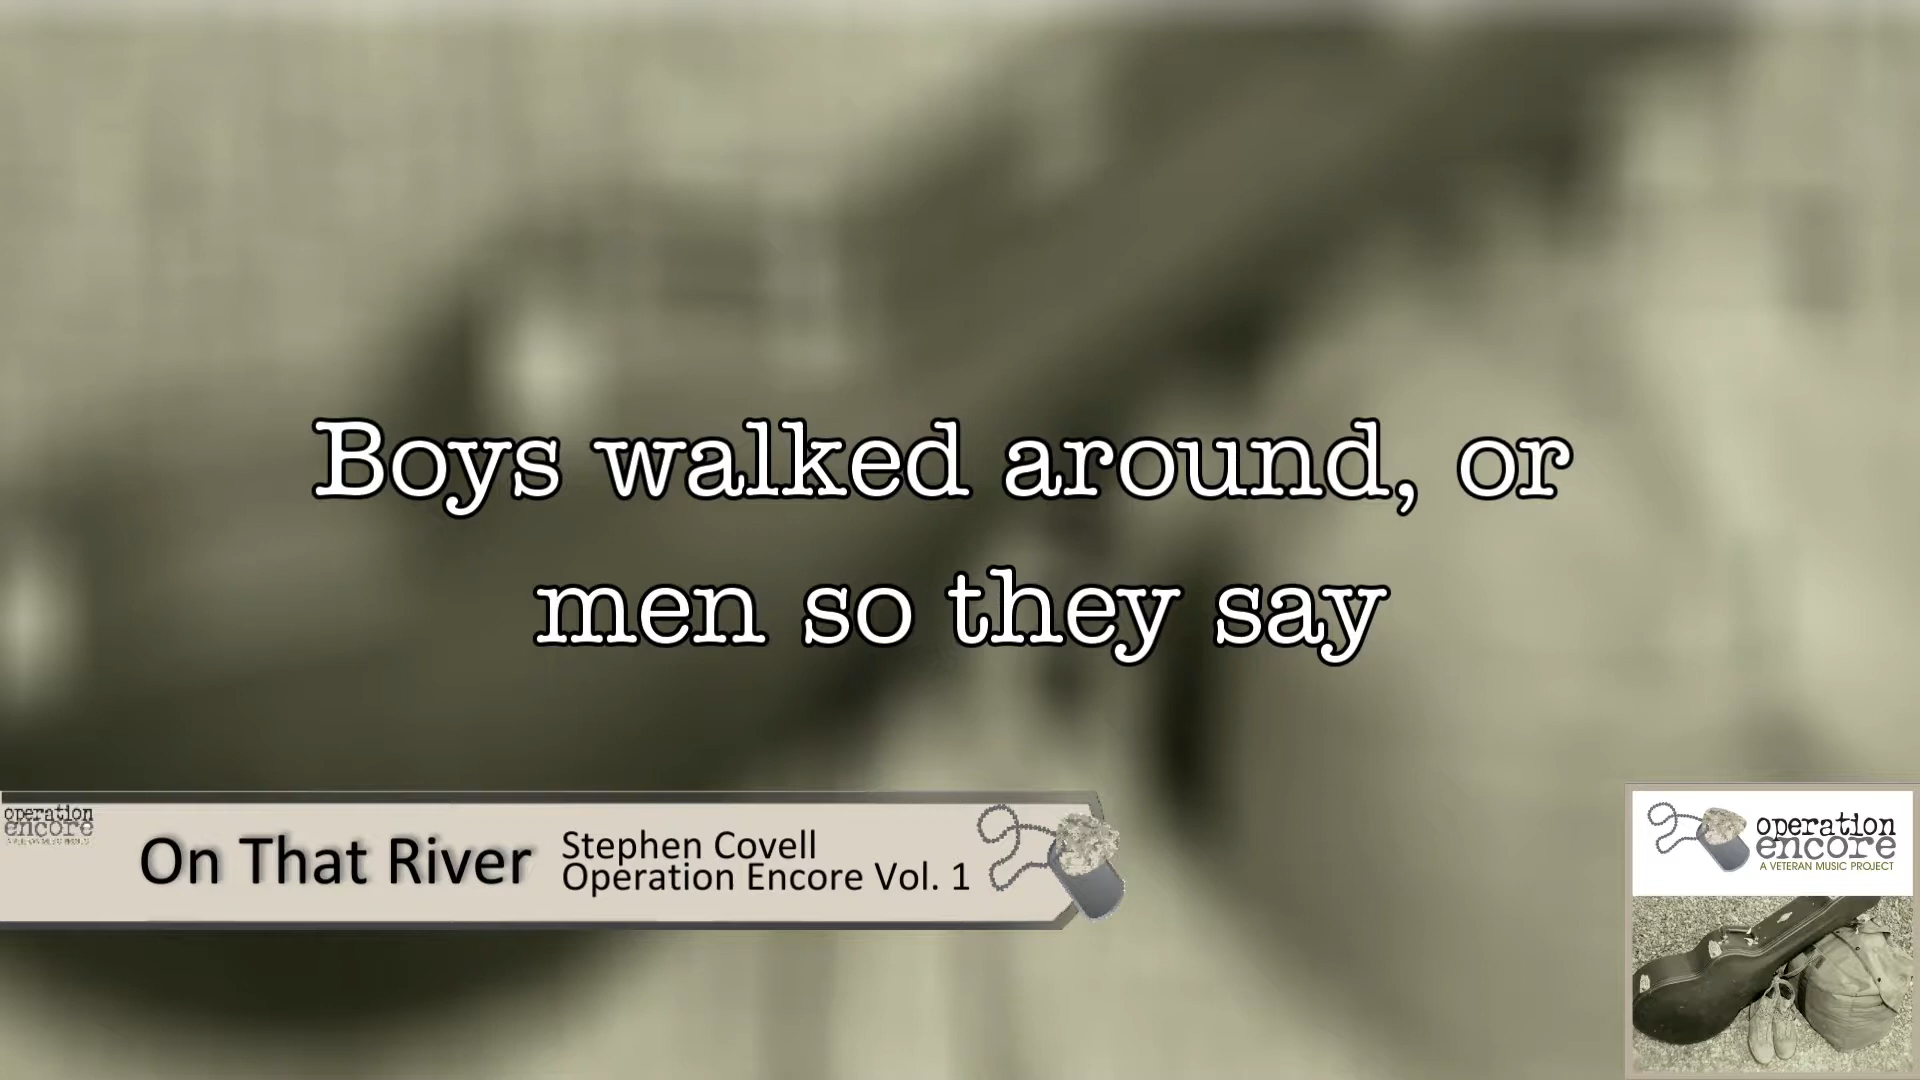 Boys walked around, or
men so they say
operation
encore
On That River
Stephen Covell
Operation Encore Vol. 1
operation
encore
A VETERAN MUSIC PROJECT